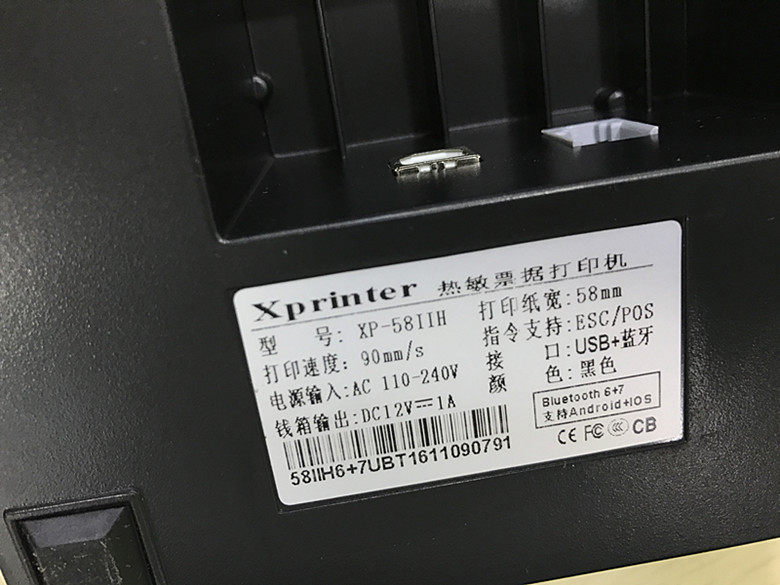 Xprinter 热敏票据打印机
型 号: XP-58IIH
打印纸宽: 58mm
打印速度: 90mm/s
指令支持: ESC/POS
电源输入: AC 110-240V
接 口: USB+蓝牙
钱箱输出: DC12V⎓1A
颜 色: 黑色
Bluetooth 6+7
支持Android+IOS
CE FC CCC CB
58IIH6+7UBT1611090791